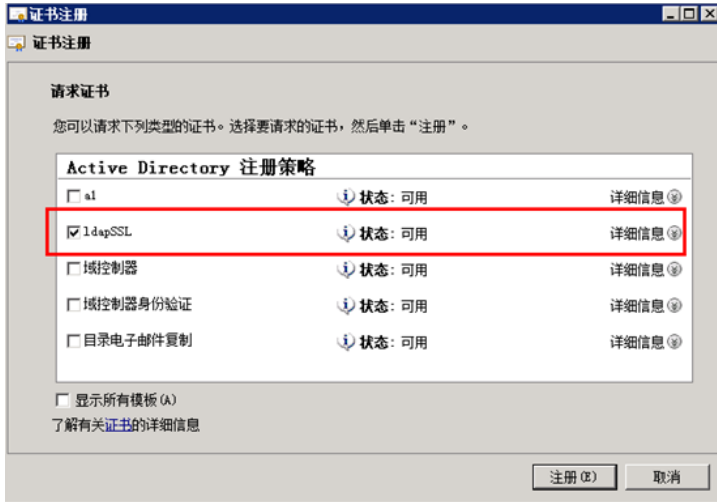 证书注册
证书注册
请求证书
您可以请求下列类型的证书。选择要请求的证书，然后单击“注册”。
Active Directory 注册策略
a1 状态: 可用 详细信息
ldapSSL 状态: 可用 详细信息
域控制器 状态: 可用 详细信息
域控制器身份验证 状态: 可用 详细信息
目录电子邮件复制 状态: 可用 详细信息
显示所有模板(A)
了解有关证书的详细信息
注册(E) 取消